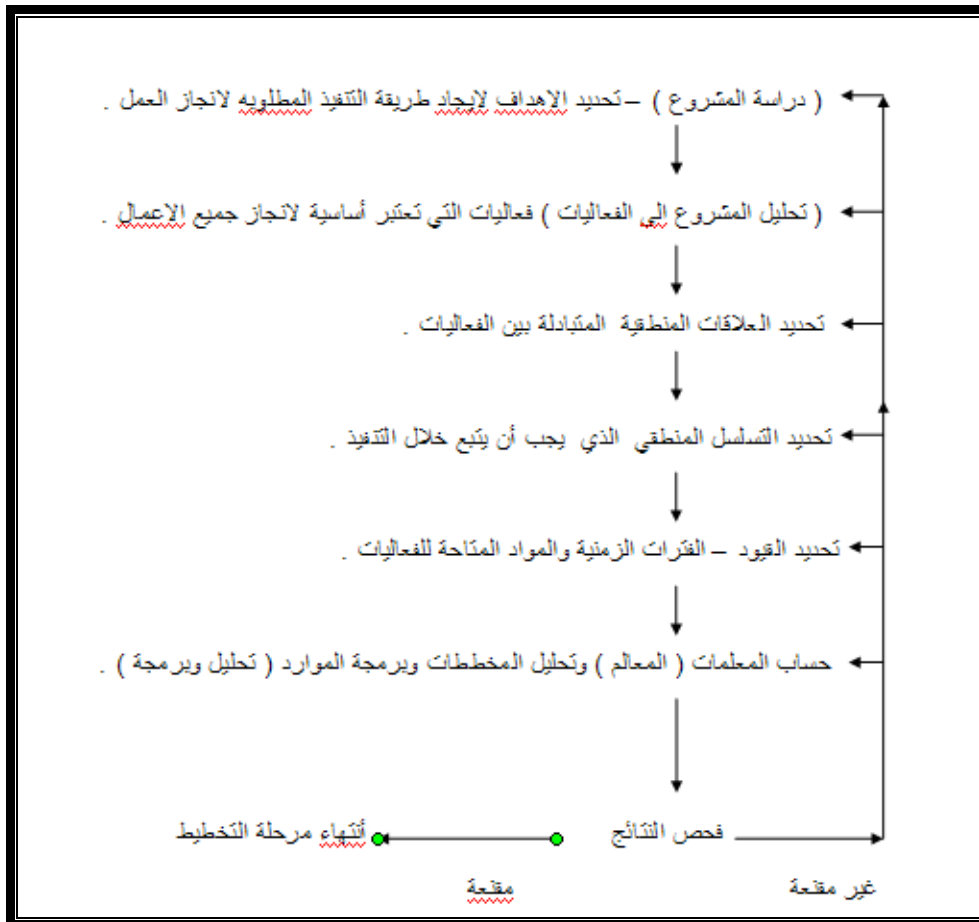 ( دراسة المشروع ) – تحديد الاهداف لايجاد طريقة التنفيذ المطلوبه لانجاز العمل .
( تحليل المشروع إلي الفعاليات ) فعاليات التي تعتبر أساسية لانجاز جميع الاعمال .
تحديد العلاقات المنطقية المتبادلة بين الفعاليات .
تحديد التسلسل المنطقي الذي يجب أن يتبع خلال التنفيذ .
تحديد القيود – الفترات الزمنية والمواد المتاحة للفعاليات .
حساب المعلمات ( المعالم ) وتحليل المخططات وبرمجة الموارد ( تحليل وبرمجة ) .
فحص النتائج أنتهاء مرحلة التخطيط
غير مقنعة مقنعة